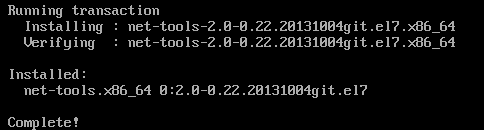 Running transaction
  Installing : net-tools-2.0-0.22.20131004git.el7.x86_64
  Verifying  : net-tools-2.0-0.22.20131004git.el7.x86_64

Installed:
  net-tools.x86_64 0:2.0-0.22.20131004git.el7

Complete!